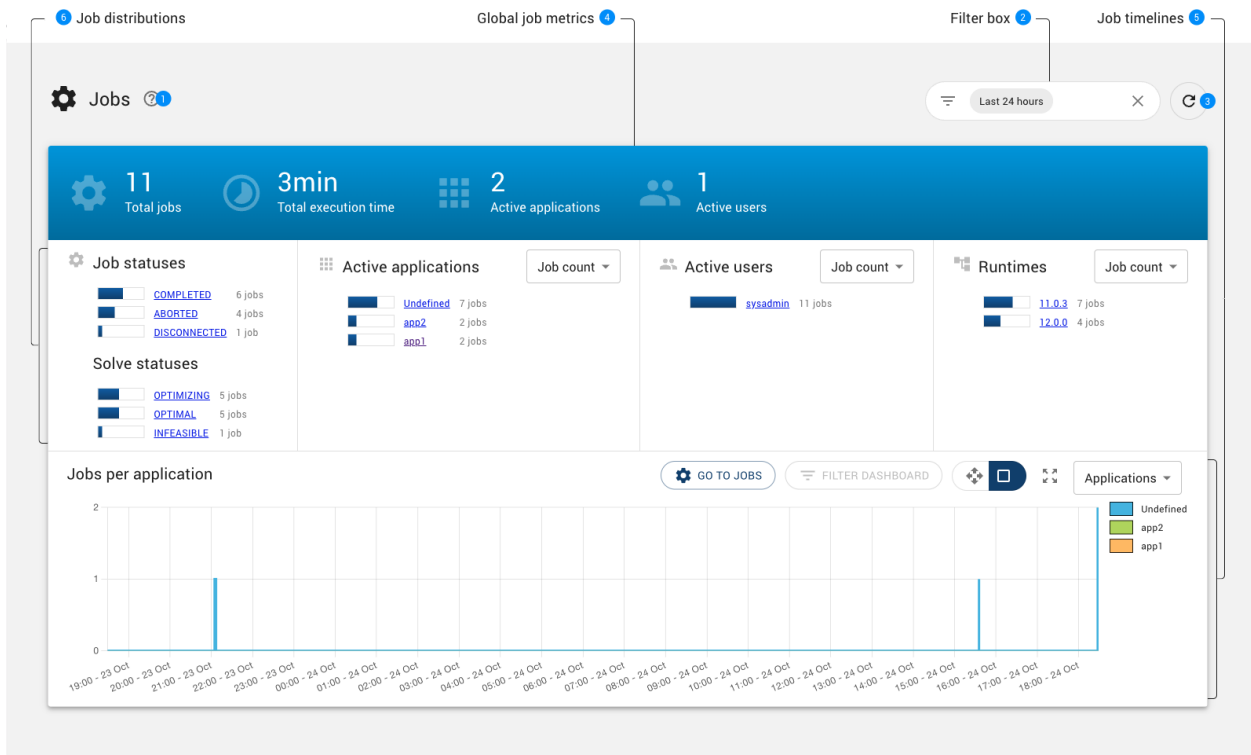 6 Job distributions
Global job metrics 4
Filter box 2
Job timelines 5
Jobs ? 1
Last 24 hours
3
11
Total jobs
3min
Total execution time
2
Active applications
1
Active users
Job statuses
COMPLETED 6 jobs
ABORTED 4 jobs
DISCONNECTED 1 job
Solve statuses
OPTIMIZING 5 jobs
OPTIMAL 5 jobs
INFEASIBLE 1 job
Active applications
Job count
Undefined 7 jobs
app2 2 jobs
app1 2 jobs
Active users
Job count
sysadmin 11 jobs
Runtimes
Job count
11.0.3 7 jobs
12.0.0 4 jobs
Jobs per application
GO TO JOBS
FILTER DASHBOARD
Applications
Undefined
app2
app1
2
1
0
19:00 - 23 Oct
20:00 - 23 Oct
21:00 - 23 Oct
22:00 - 23 Oct
23:00 - 23 Oct
00:00 - 24 Oct
01:00 - 24 Oct
02:00 - 24 Oct
03:00 - 24 Oct
04:00 - 24 Oct
05:00 - 24 Oct
06:00 - 24 Oct
07:00 - 24 Oct
08:00 - 24 Oct
09:00 - 24 Oct
10:00 - 24 Oct
11:00 - 24 Oct
12:00 - 24 Oct
13:00 - 24 Oct
14:00 - 24 Oct
15:00 - 24 Oct
16:00 - 24 Oct
17:00 - 24 Oct
18:00 - 24 Oct